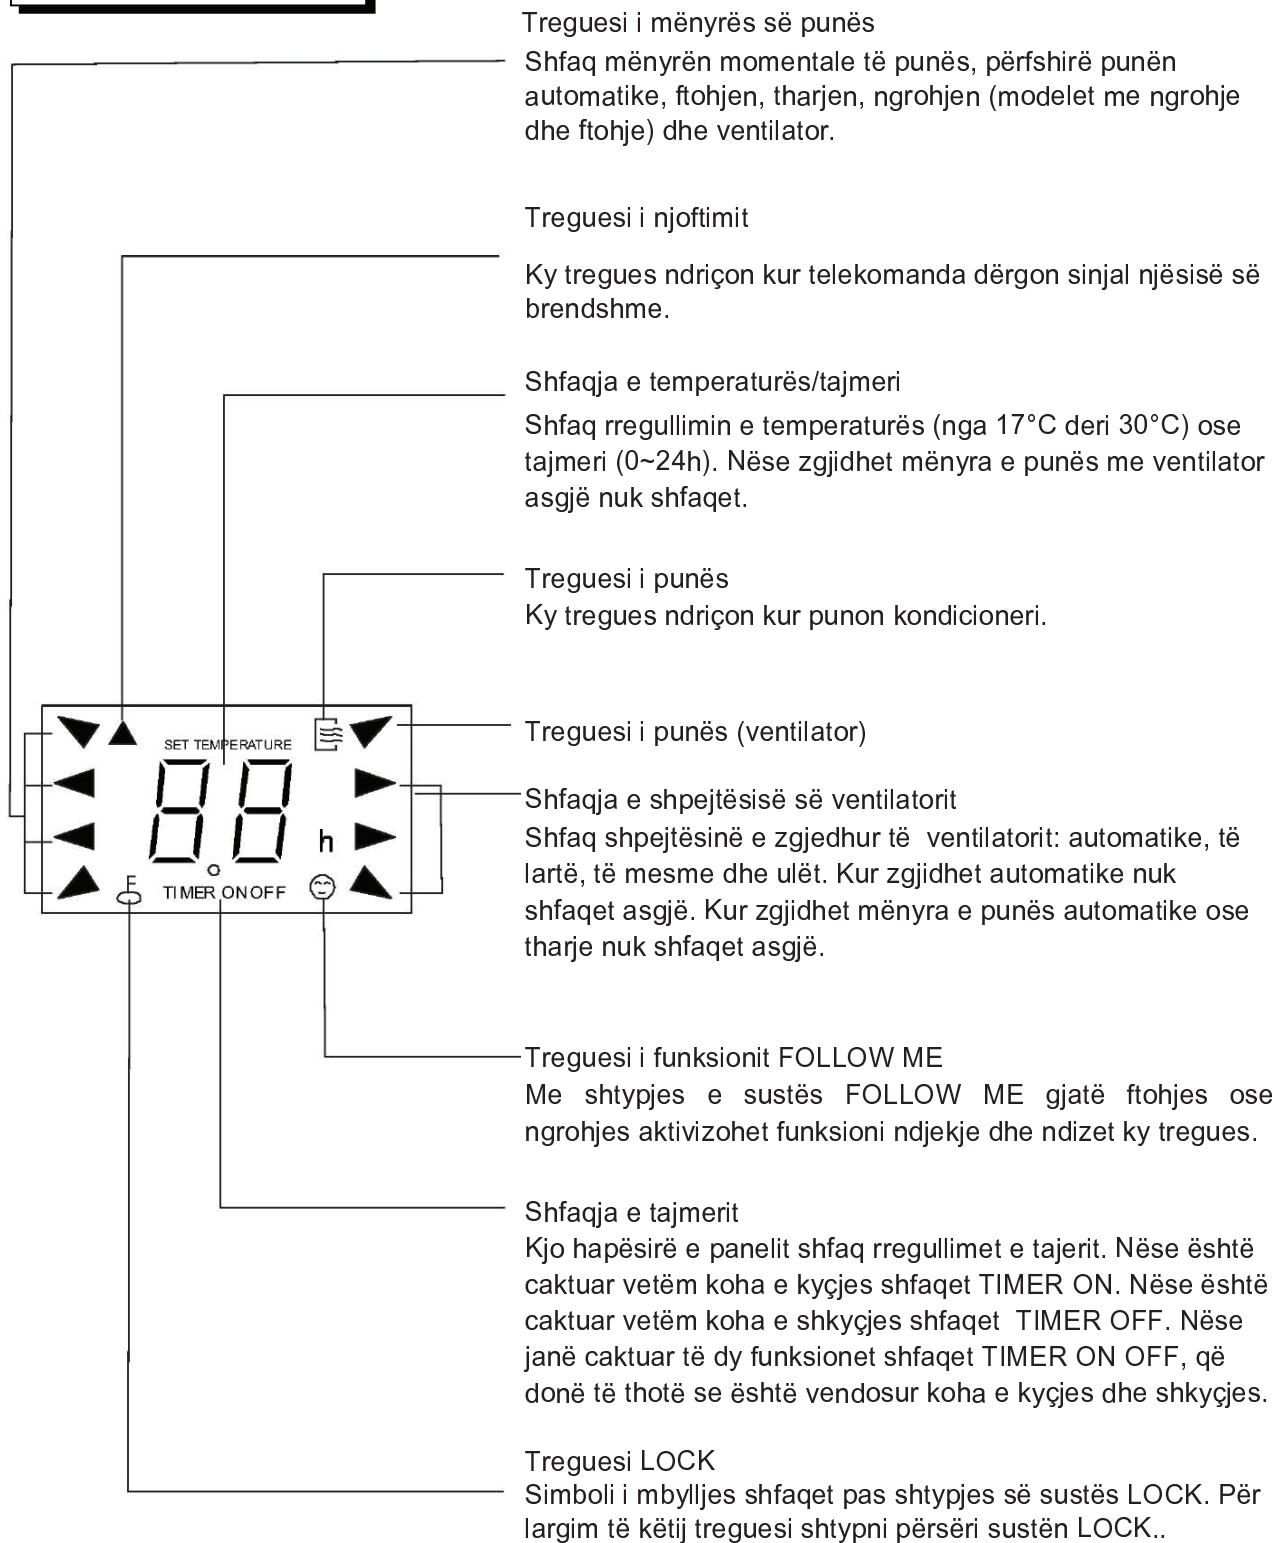 Treguesi i mënyrës së punës
Shfaq mënyrën momentale të punës, përfshirë punën
automatike, ftohjen, tharjen, ngrohjen (modelet me ngrohje
dhe ftohje) dhe ventilator.
Treguesi i njoftimit
Ky tregues ndriçon kur telekomanda dërgon sinjal njësisë së
brendshme.
Shfaqja e temperaturës/tajmeri
Shfaq rregullimin e temperaturës (nga 17°C deri 30°C) ose
tajmeri (0~24h). Nëse zgjidhet mënyra e punës me ventilator
asgjë nuk shfaqet.
Treguesi i punës
Ky tregues ndriçon kur punon kondicioneri.
SET TEMPERATURE
88
h
TIMER ON OFF
Treguesi i punës (ventilator)
Shfaqja e shpejtësisë së ventilatorit
Shfaq shpejtësinë e zgjedhur të ventilatorit: automatike, të
lartë, të mesme dhe ulët. Kur zgjidhet automatike nuk
shfaqet asgjë. Kur zgjidhet mënyra e punës automatike ose
tharje nuk shfaqet asgjë.
Treguesi i funksionit FOLLOW ME
Me shtypjes e sustës FOLLOW ME gjatë ftohjes ose
ngrohjes aktivizohet funksioni ndjekje dhe ndizet ky tregues.
Shfaqja e tajmerit
Kjo hapësirë e panelit shfaq rregullimet e tajerit. Nëse është
caktuar vetëm koha e kyçjes shfaqet TIMER ON. Nëse është
caktuar vetëm koha e shkyçjes shfaqet TIMER OFF. Nëse
janë caktuar të dy funksionet shfaqet TIMER ON OFF, që
donë të thotë se është vendosur koha e kyçjes dhe shkyçjes.
Treguesi LOCK
Simboli i mbylljes shfaqet pas shtypjes së sustës LOCK. Për
largim të këtij treguesi shtypni përsëri sustën LOCK..